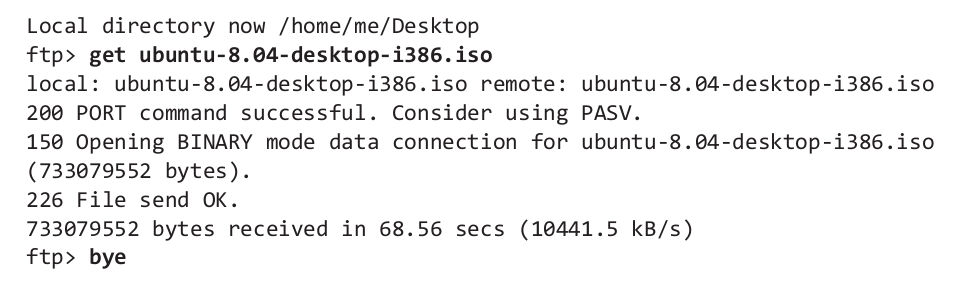 Local directory now /home/me/Desktop
ftp> get ubuntu-8.04-desktop-i386.iso
local: ubuntu-8.04-desktop-i386.iso remote: ubuntu-8.04-desktop-i386.iso
200 PORT command successful. Consider using PASV.
150 Opening BINARY mode data connection for ubuntu-8.04-desktop-i386.iso
(733079552 bytes).
226 File send OK.
733079552 bytes received in 68.56 secs (10441.5 kB/s)
ftp> bye